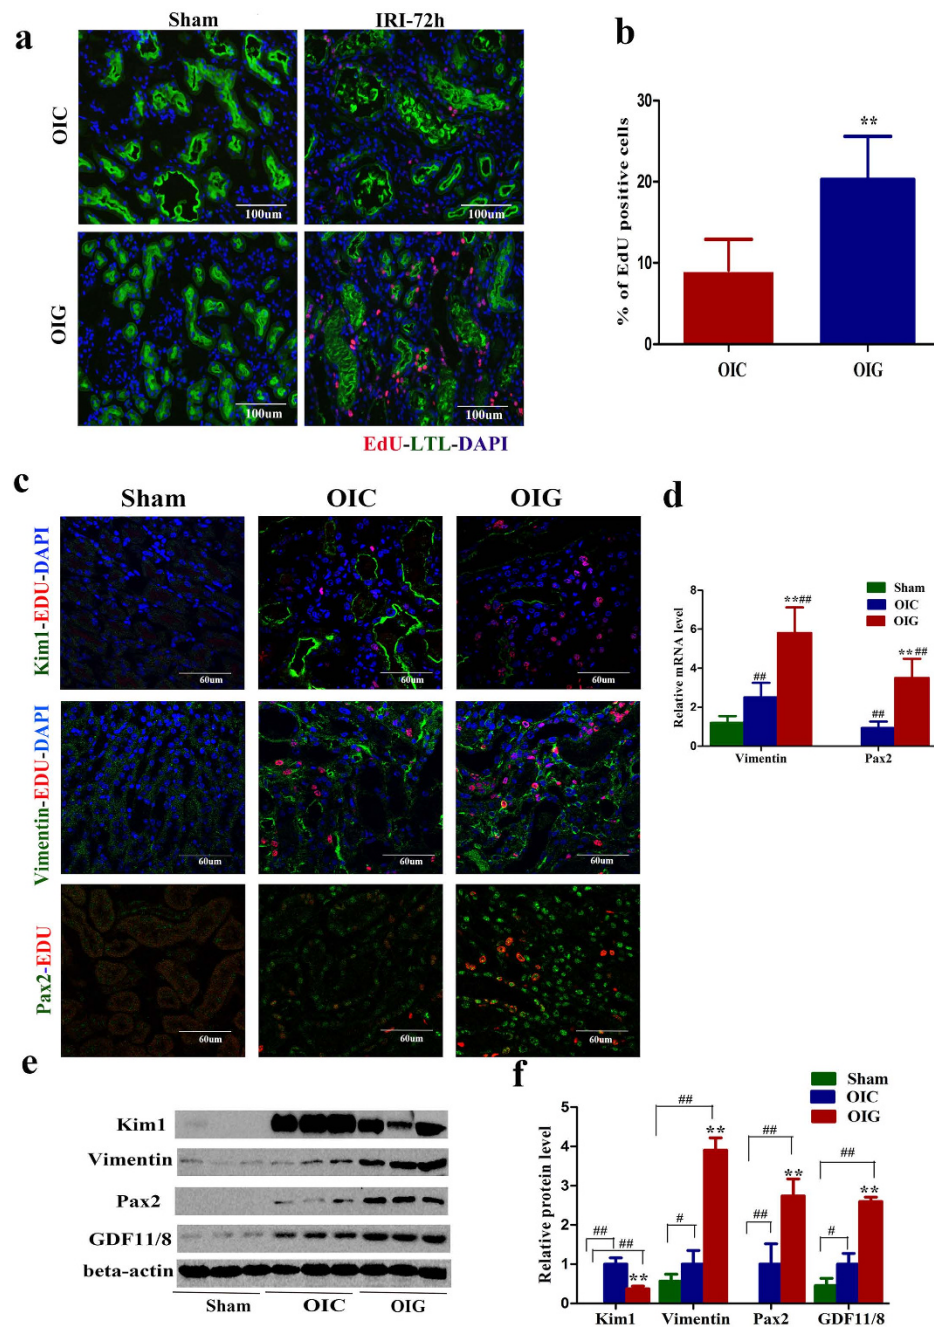 a
Sham
IRI-72h
OIC
100um
100um
OIG
100um
100um
EdU-LTL-DAPI
b
% of EdU positive cells
30
20
10
0
**
OIC
OIG
c
Sham
OIC
OIG
Kim1-EDU-DAPI
60um
60um
60um
Vimentin-EDU-DAPI
60um
60um
60um
Pax2-EDU
60um
60um
60um
d
Relative mRNA level
8
6
4
2
0
Sham
OIC
OIG
##
**##
##
**##
Vimentin
Pax2
e
Kim1
Vimentin
Pax2
GDF11/8
beta-actin
Sham
OIC
OIG
f
Sham
OIC
OIG
Relative protein level
5
4
3
2
1
0
##
##
**
##
#
**
##
##
**
##
#
**
Kim1
Vimentin
Pax2
GDF11/8